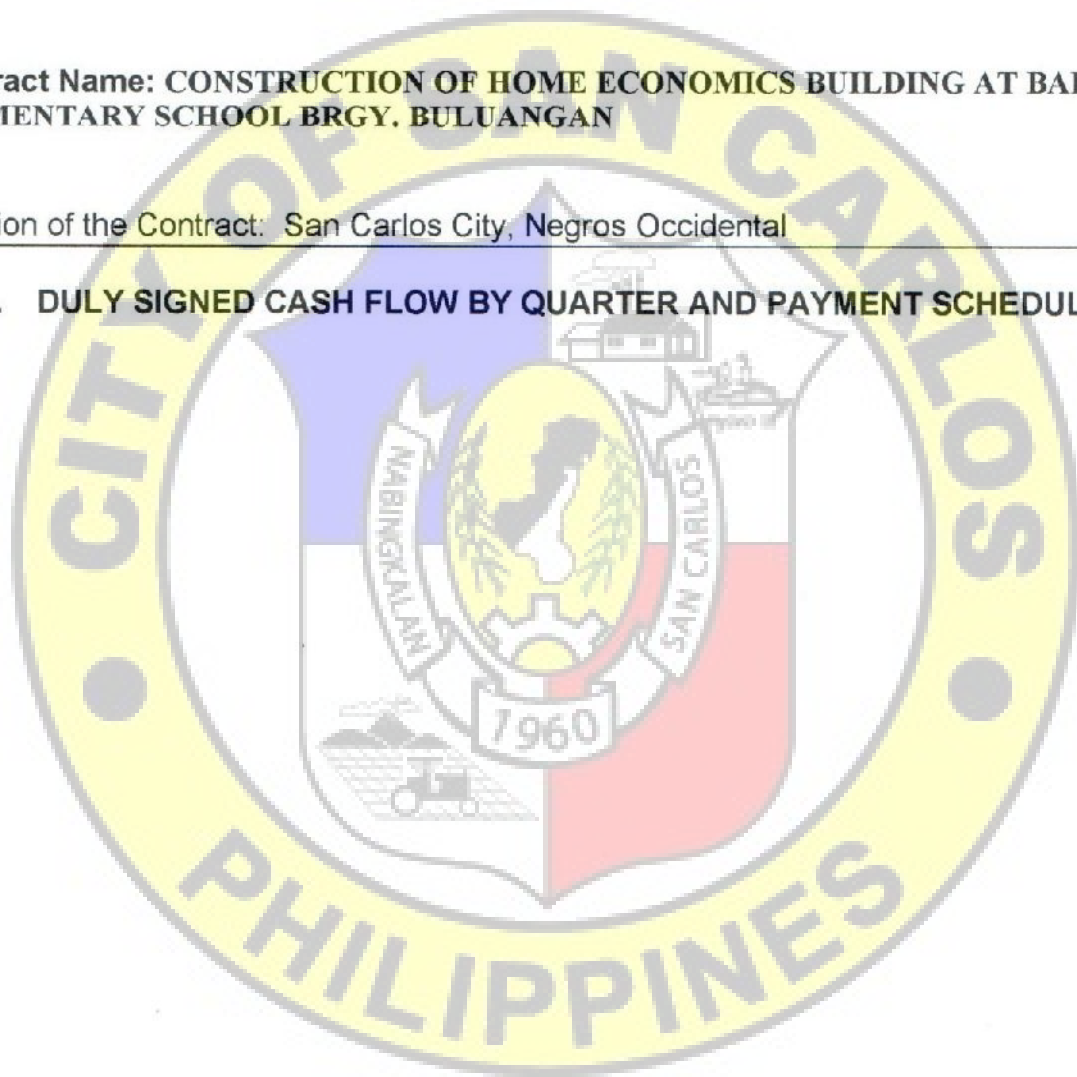 ract Name: CONSTRUCTION OF HOME ECONOMICS BUILDING AT
MENTARY SCHOOL BRGY. BULUANGAN
ion of the Contract: San Carlos City, Negros Occidental
DULY SIGNED CASH FLOW BY QUARTER AND PAYMENT SCHEDUL
CITY OF SAN CARLOS
NABINGKALAN
SAN CARLOS
1960
PHILIPPINES